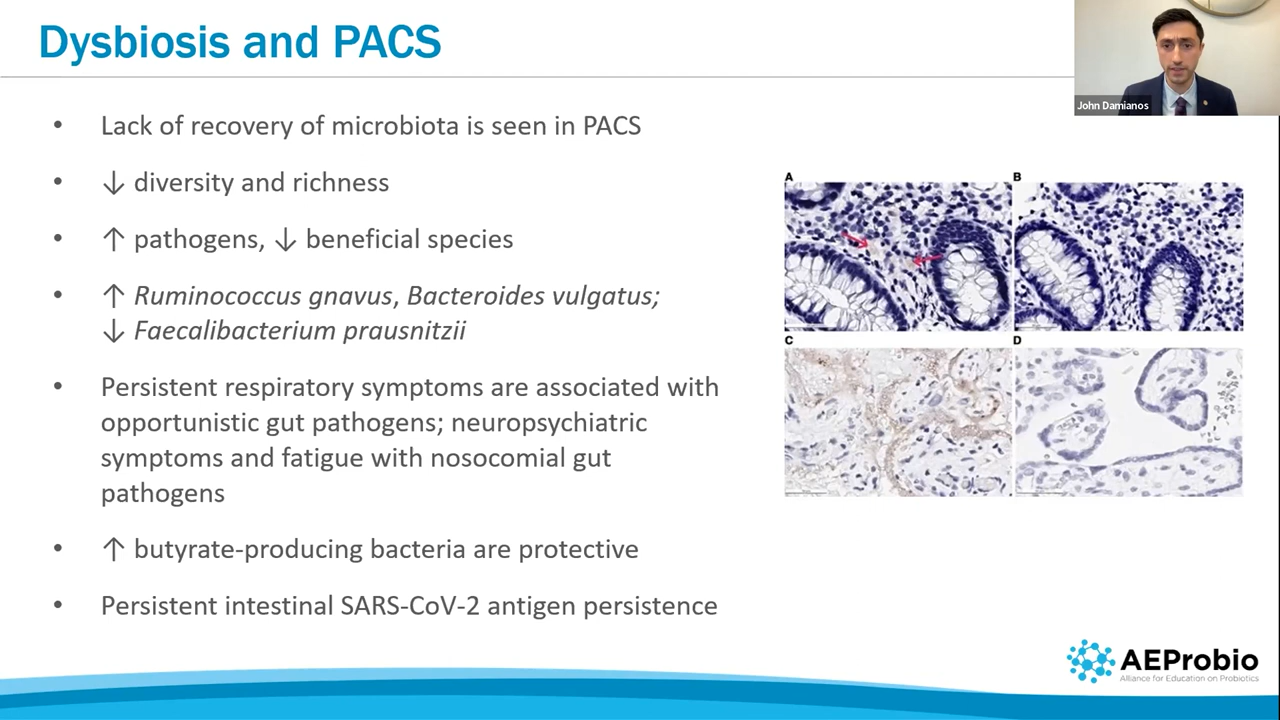 Dysbiosis and PACS
John Damianos
• Lack of recovery of microbiota is seen in PACS
• ↓ diversity and richness
• ↑ pathogens, ↓ beneficial species
• ↑ Ruminococcus gnavus, Bacteroides vulgatus;
↓ Faecalibacterium prausnitzii
• Persistent respiratory symptoms are associated with
opportunistic gut pathogens; neuropsychiatric
symptoms and fatigue with nosocomial gut
pathogens
• ↑ butyrate-producing bacteria are protective
• Persistent intestinal SARS-CoV-2 antigen persistence
A
B
C
D
AEProbio
Alliance for Education on Probiotics